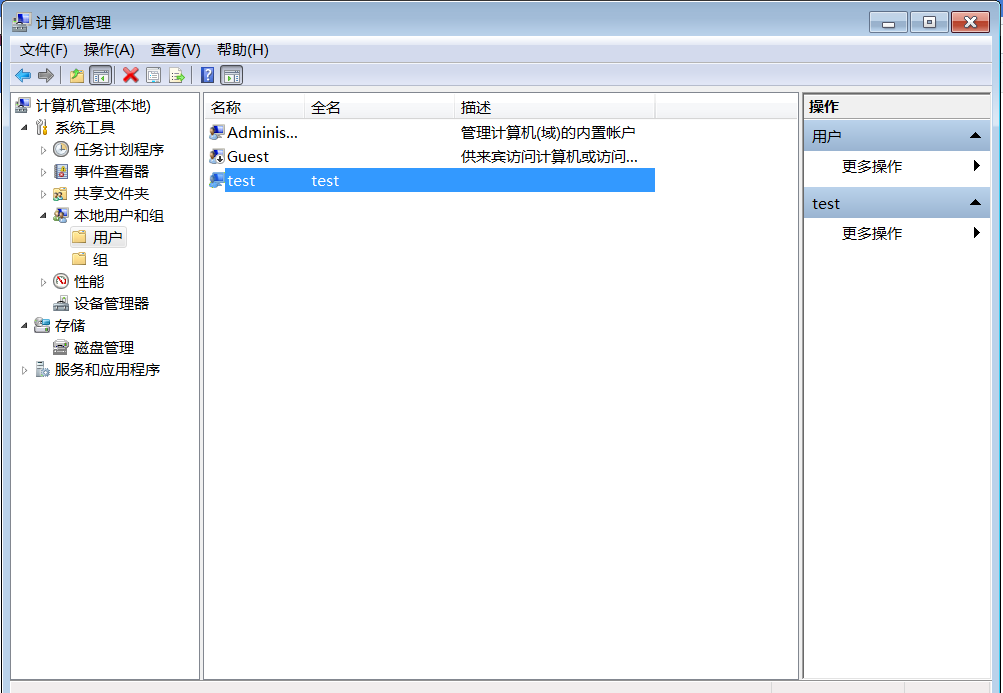 计算机管理
文件(F) 操作(A) 查看(V) 帮助(H)
计算机管理(本地)
系统工具
任务计划程序
事件查看器
共享文件夹
本地用户和组
用户
组
性能
设备管理器
存储
磁盘管理
服务和应用程序
名称 全名 描述
Adminis... 管理计算机(域)的内置帐户
Guest 供来宾访问计算机或访问...
test test
操作
用户
更多操作
test
更多操作